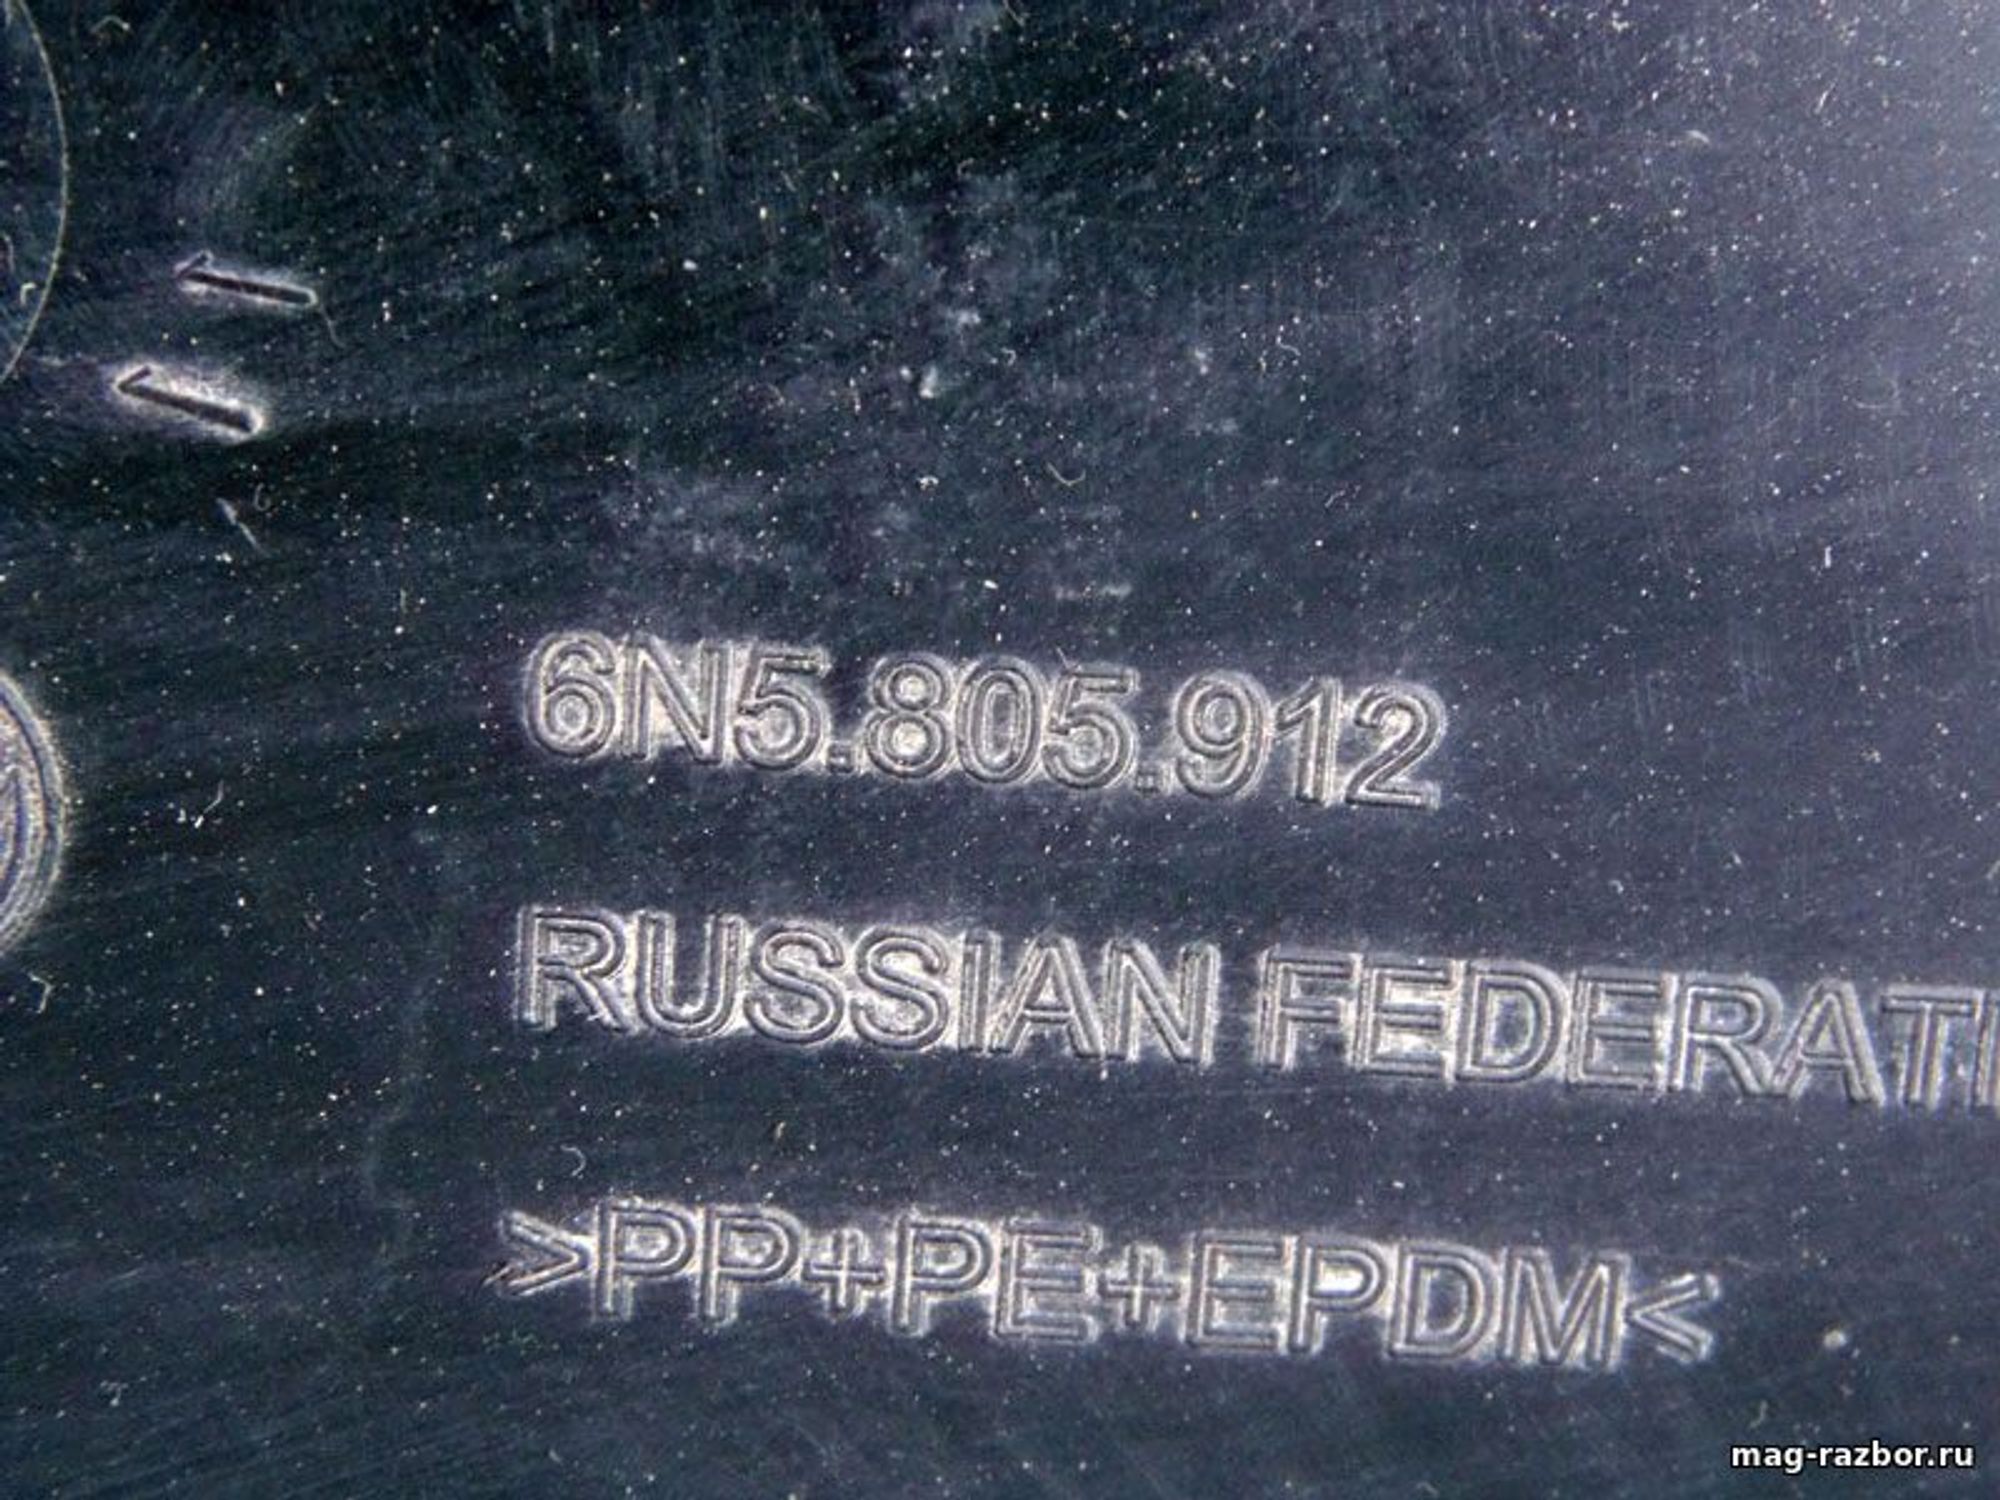 6N5.805.912
RUSSIAN FEDERATI
>PP+PE+EPDM<
mag-razbor.ru